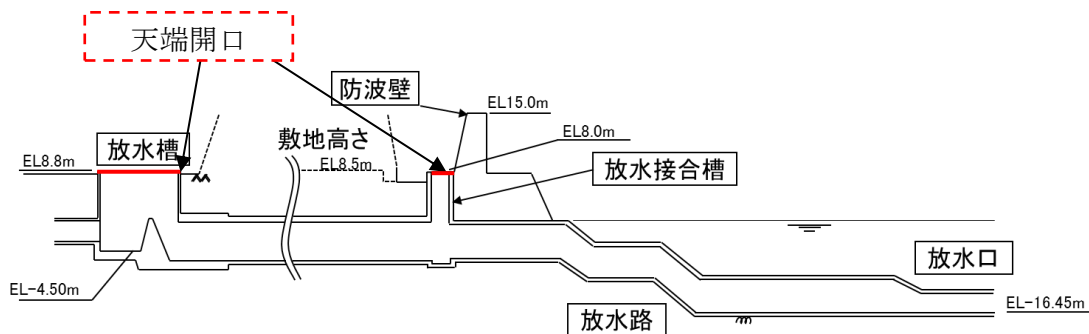 天端開口
防波壁
EL15.0m
放水槽
敷地高さ
EL8.0m
EL8.8m
EL8.5m
放水接合槽
放水口
EL-4.50m
EL-16.45m
放水路